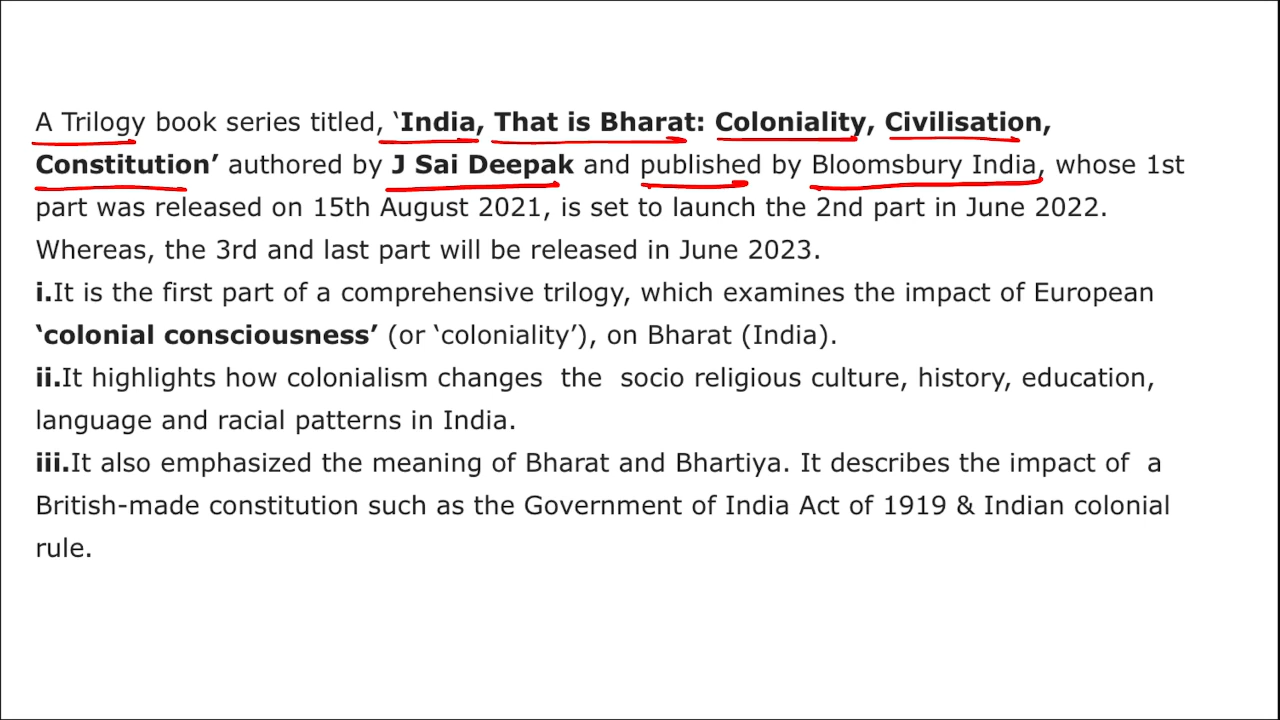 A Trilogy book series titled, ‘India, That is Bharat: Coloniality, Civilisation,
Constitution’ authored by J Sai Deepak and published by Bloomsbury India, whose 1st
part was released on 15th August 2021, is set to launch the 2nd part in June 2022.
Whereas, the 3rd and last part will be released in June 2023.
i.It is the first part of a comprehensive trilogy, which examines the impact of European
‘colonial consciousness’ (or ‘coloniality’), on Bharat (India).
ii.It highlights how colonialism changes  the  socio religious culture, history, education,
language and racial patterns in India.
iii.It also emphasized the meaning of Bharat and Bhartiya. It describes the impact of  a
British-made constitution such as the Government of India Act of 1919 & Indian colonial
rule.